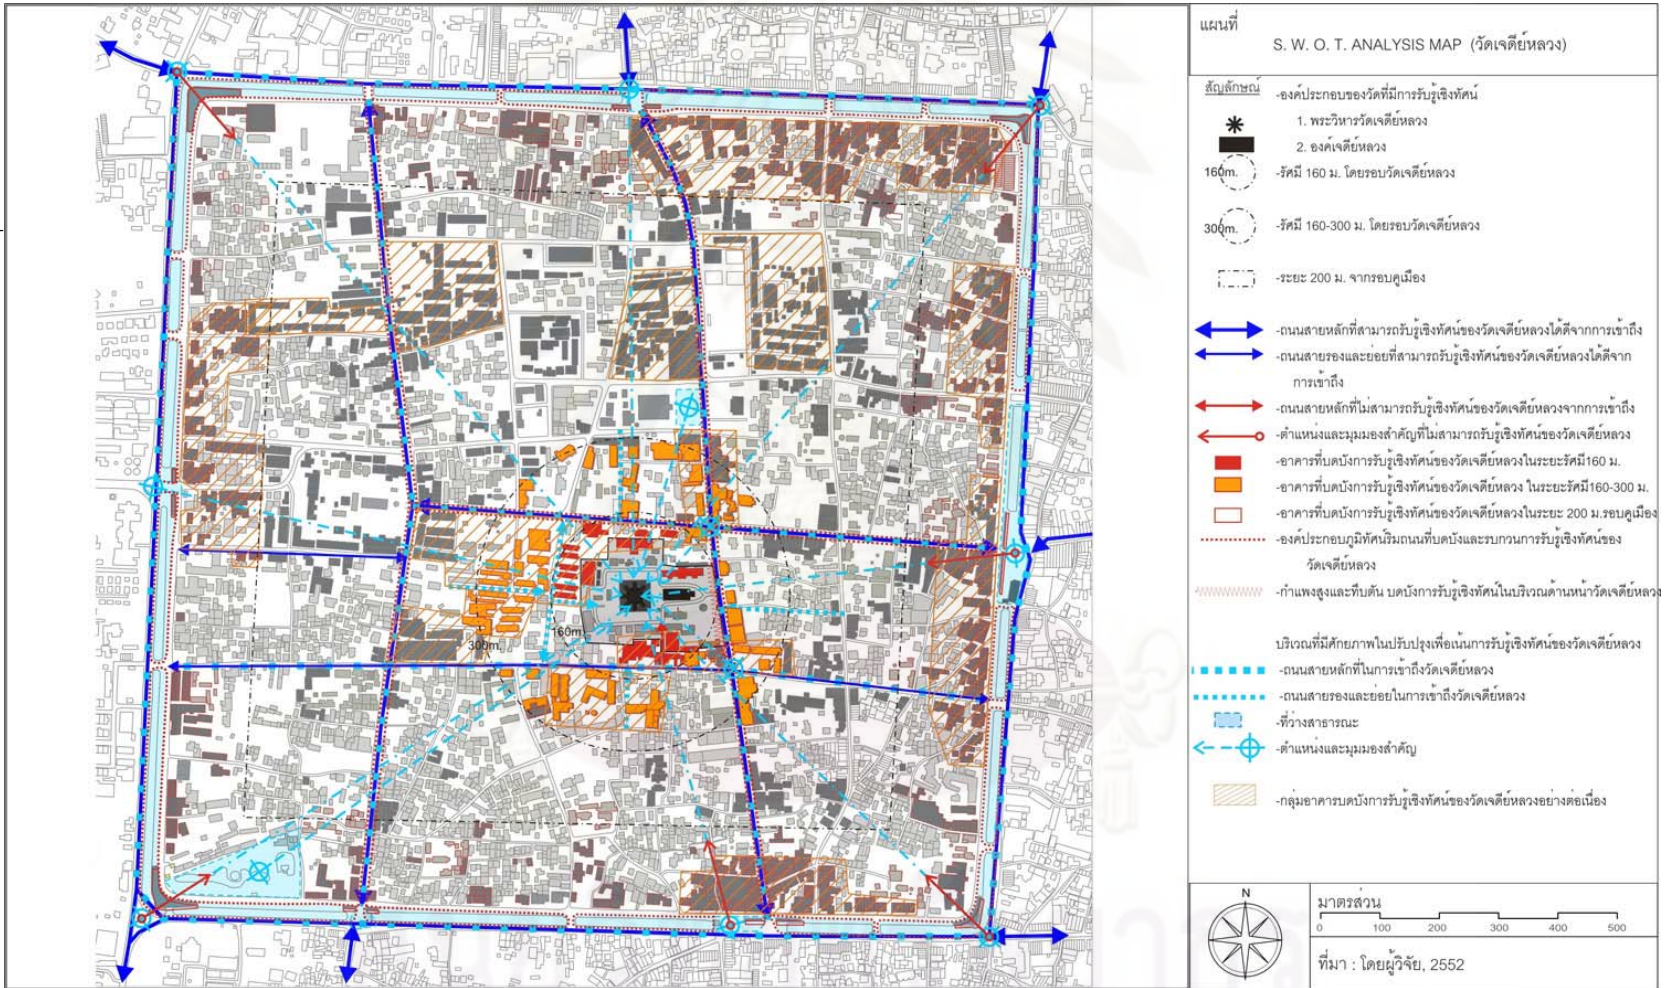 แผนที่
S. W. O. T. ANALYSIS MAP (วัดเจดีย์หลวง)
สัญลักษณ์
-องค์ประกอบของวัดที่มีการรับรู้เชิงทัศน์
1. พระวิหารวัดเจดีย์หลวง
2. องค์เจดีย์หลวง
160m. -รัศมี 160 ม. โดยรอบวัดเจดีย์หลวง
300m. -รัศมี 160-300 ม. โดยรอบวัดเจดีย์หลวง
-ระยะ 200 ม. จากรอบคูเมือง
-ถนนสายหลักที่สามารถรับรู้เชิงทัศน์ของวัดเจดีย์หลวงได้ดีจากการเข้าถึง
-ถนนสายรองและย่อยที่สามารถรับรู้เชิงทัศน์ของวัดเจดีย์หลวงได้ดีจาก
การเข้าถึง
-ถนนสายหลักที่ไม่สามารถรับรู้เชิงทัศน์ของวัดเจดีย์หลวงจากการเข้าถึง
-ตำแหน่งและมุมมองสำคัญที่ไม่สามารถรับรู้เชิงทัศน์ของวัดเจดีย์หลวง
-อาคารที่บดบังการรับรู้เชิงทัศน์ของวัดเจดีย์หลวงในระยะรัศมี160 ม.
-อาคารที่บดบังการรับรู้เชิงทัศน์ของวัดเจดีย์หลวง ในระยะรัศมี160-300 ม.
-อาคารที่บดบังการรับรู้เชิงทัศน์ของวัดเจดีย์หลวงในระยะ 200 ม.รอบคูเมือง
-องค์ประกอบภูมิทัศน์ริมถนนที่บดบังและรบกวนการรับรู้เชิงทัศน์ของ
วัดเจดีย์หลวง
-กำแพงสูงและทึบตัน บดบังการรับรู้เชิงทัศน์ในบริเวณด้านหน้าวัดเจดีย์หลวง
บริเวณที่มีศักยภาพในปรับปรุงเพื่อเน้นการรับรู้เชิงทัศน์ของวัดเจดีย์หลวง
-ถนนสายหลักที่ในการเข้าถึงวัดเจดีย์หลวง
-ถนนสายรองและย่อยในการเข้าถึงวัดเจดีย์หลวง
-ที่ว่างสาธารณะ
-ตำแหน่งและมุมมองสำคัญ
-กลุ่มอาคารบดบังการรับรู้เชิงทัศน์ของวัดเจดีย์หลวงอย่างต่อเนื่อง
160m.
300m.
N
มาตรส่วน
0 100 200 300 400 500
ที่มา : โดยผู้วิจัย, 2552